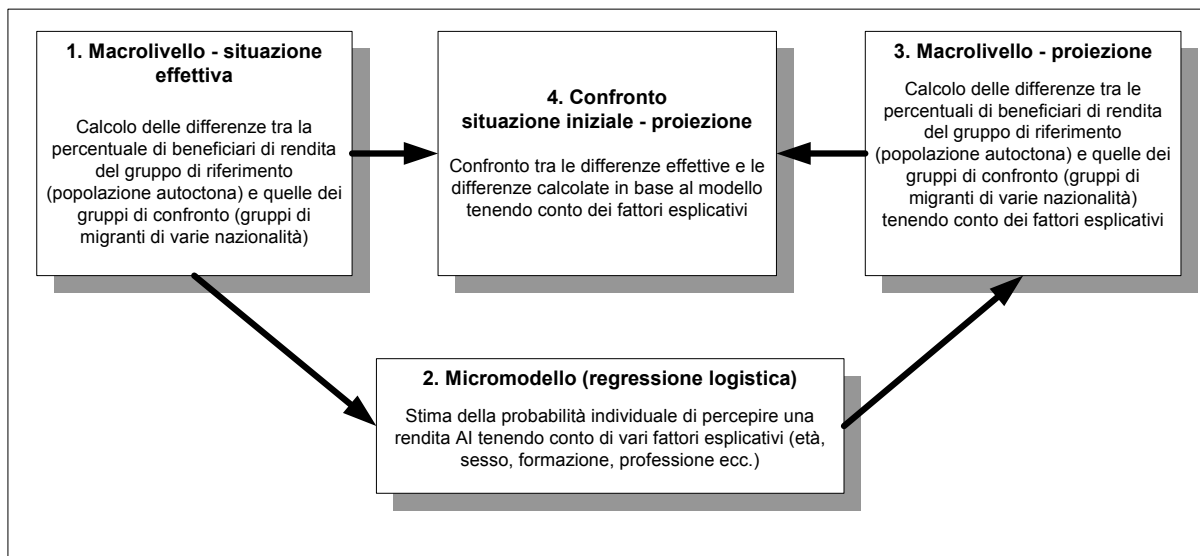 1. Macrolivello - situazione
effettiva
Calcolo delle differenze tra la
percentuale di beneficiari di rendita
del gruppo di riferimento
(popolazione autoctona) e quelle dei
gruppi di confronto (gruppi di
migranti di varie nazionalità)
2. Micromodello (regressione logistica)
Stima della probabilità individuale di percepire una
rendita AI tenendo conto di vari fattori esplicativi (età,
sesso, formazione, professione ecc.)
3. Macrolivello - proiezione
Calcolo delle differenze tra le
percentuali di beneficiari di rendita
del gruppo di riferimento
(popolazione autoctona) e quelle dei
gruppi di confronto (gruppi di
migranti di varie nazionalità)
tenendo conto dei fattori esplicativi
4. Confronto
situazione iniziale - proiezione
Confronto tra le differenze effettive e le
differenze calcolate in base al modello
tenendo conto dei fattori esplicativi